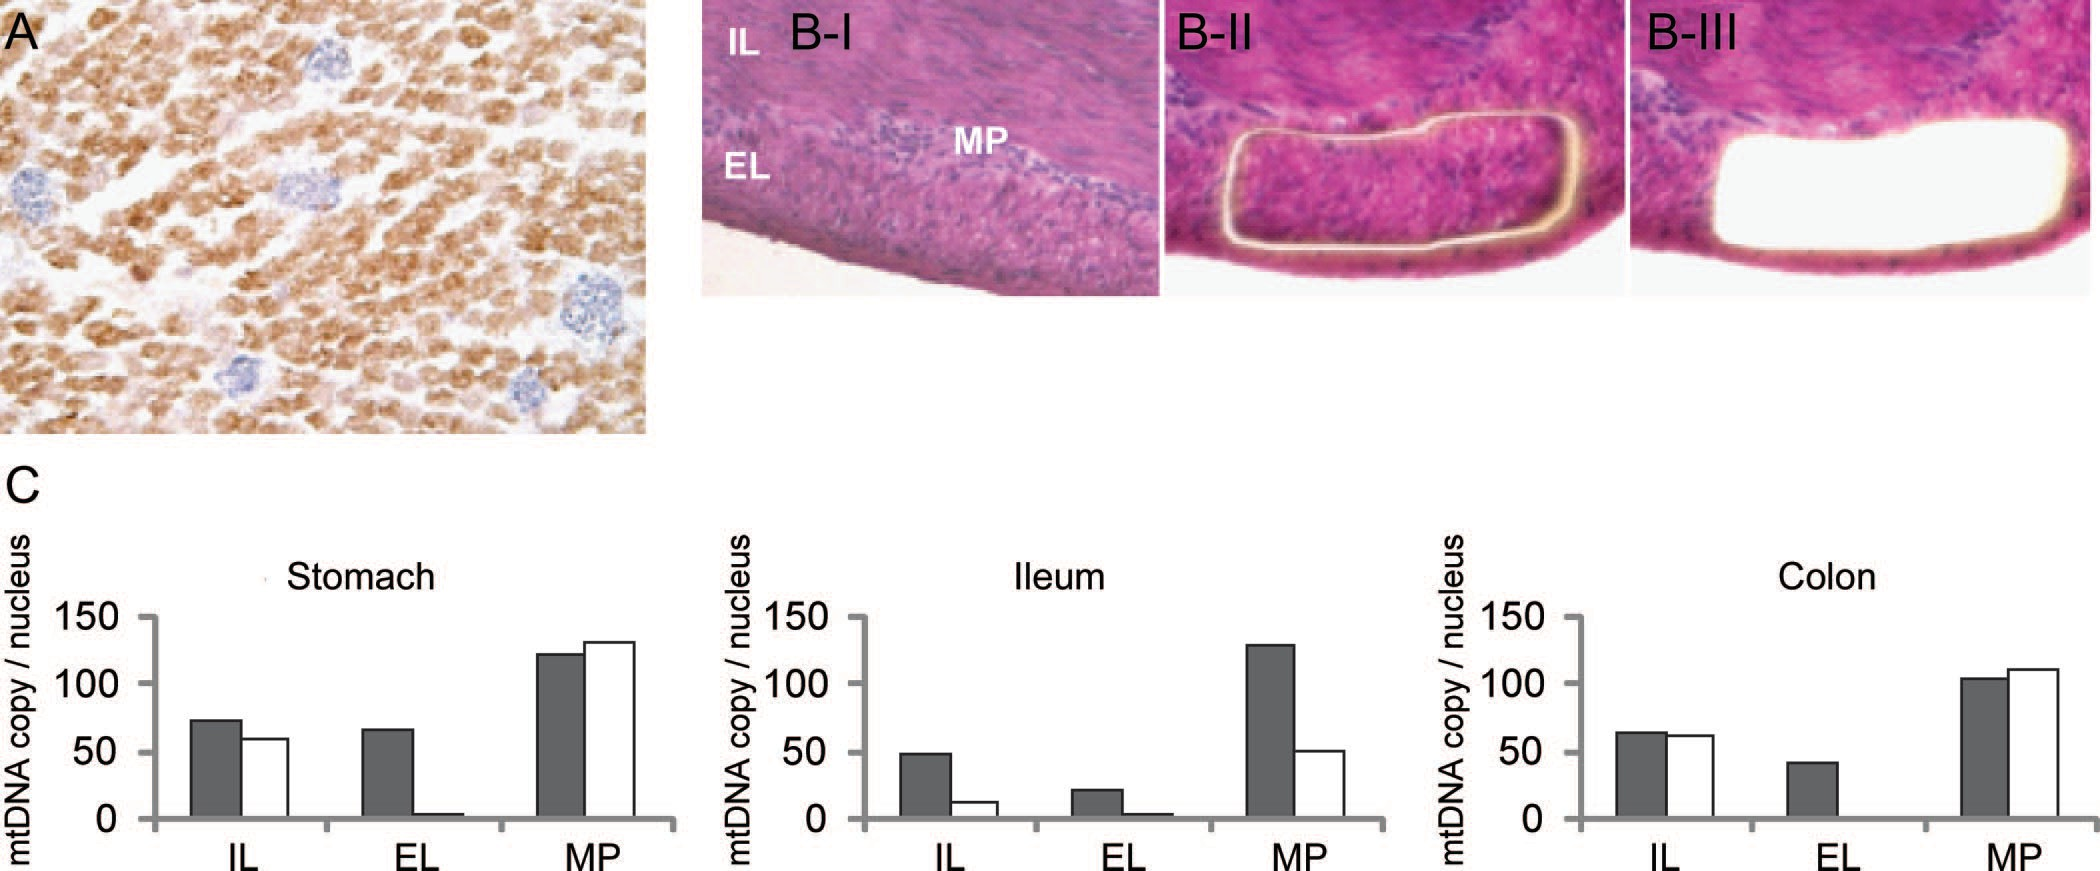 A
B-I
B-II
B-III
IL
MP
EL
C
Stomach
mtDNA copy / nucleus
150
100
50
0
IL EL MP
Ileum
mtDNA copy / nucleus
150
100
50
0
IL EL MP
Colon
mtDNA copy / nucleus
150
100
50
0
IL EL MP